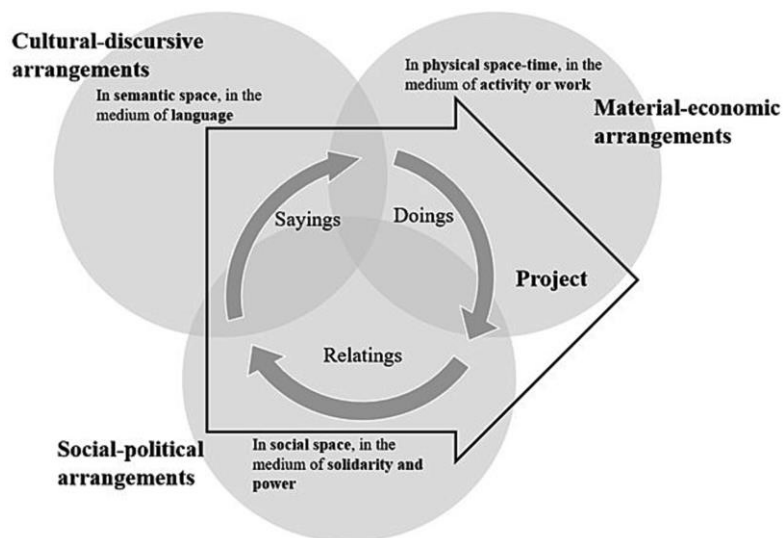 Cultural-discursive
arrangements
In semantic space, in the
medium of language
In physical space-time, in the
medium of activity or work
Material-economic
arrangements
Sayings
Doings
Project
Relatings
Social-political
arrangements
In social space, in the
medium of solidarity and
power